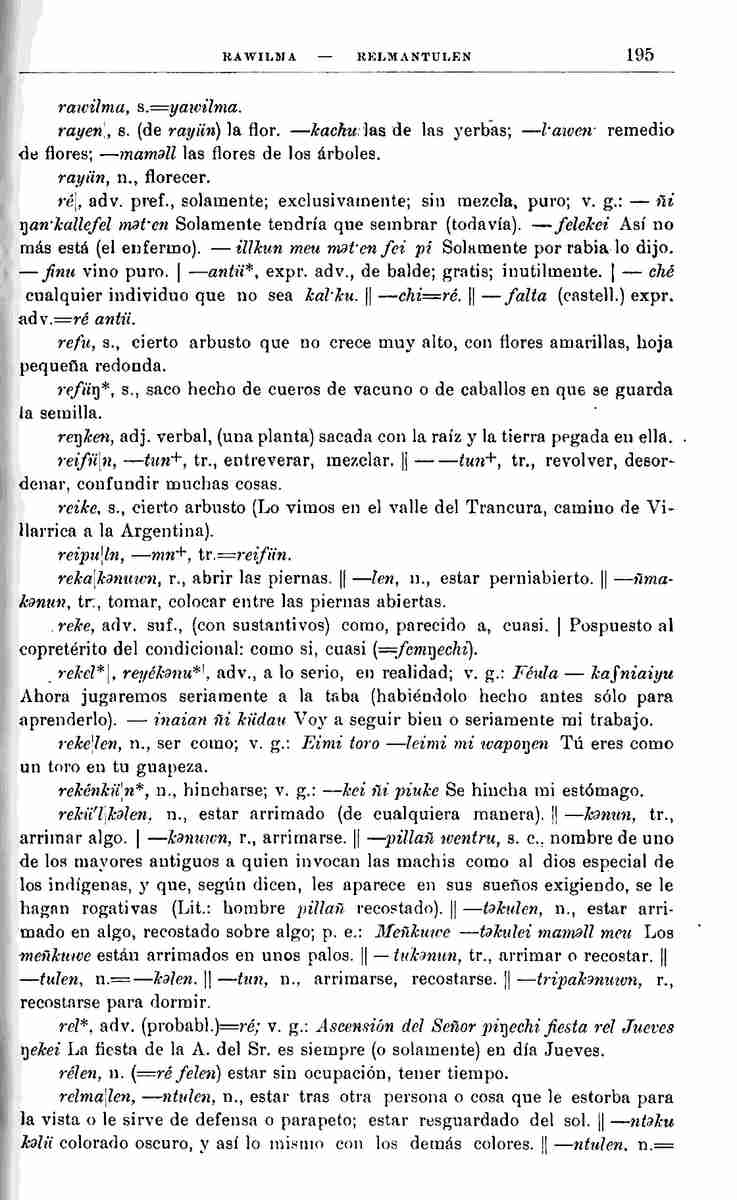 RAWILMA — RELMANTULEN 195
rawilma, s.=yawilma.
rayen|, s. (de rayün) la flor. —kachu las de las yerbas; —l·awen· remedio
de flores; —maməll las flores de los árboles.
rayün, n., florecer.
ré|, adv. pref., solamente; exclusivamente; sin mezcla, puro; v. g.: — ñi
ŋan·kallefel mət·en Solamente tendría que sembrar (todavía). — felekei Así no
más está (el enfermo). — illkun meu mət·en fei pi Solamente por rabia lo dijo.
— finu vino puro. | —antü*, expr. adv., de balde; gratis; inutilmente. | — ché
cualquier individuo que no sea kal·ku. || —chi=ré. || — falta (castell.) expr.
adv.=ré antü.
refu, s., cierto arbusto que no crece muy alto, con flores amarillas, hoja
pequeña redonda.
refüŋ*, s., saco hecho de cueros de vacuno o de caballos en que se guarda
la semilla.
reŋken, adj. verbal, (una planta) sacada con la raíz y la tierra pegada en ella.
reifü|n, —tun+, tr., entreverar, mezclar. || — —tun+, tr., revolver, desor-
denar, confundir muchas cosas.
reike, s., cierto arbusto (Lo vimos en el valle del Trancura, camino de Vi-
llarrica a la Argentina).
reipu|ln, —mn+, tr.=reifün.
reka|kənuwn, r., abrir las piernas. || —len, n., estar perniabierto. || —ñma-
kənun, tr., tomar, colocar entre las piernas abiertas.
reke, adv. suf., (con sustantivos) como, parecido a, cuasi. | Pospuesto al
copretérito del condicional: como si, cuasi (=femŋechi).
rekel*|, reyékənu*|, adv., a lo serio, en realidad; v. g.: Féula — kaʃniaiyu
Ahora jugaremos seriamente a la taba (habiéndolo hecho antes sólo para
aprenderlo). — inaian ñi küdau Voy a seguir bien o seriamente mi trabajo.
reke|len, n., ser como; v. g.: Eimi toro —leimi mi wapoŋen Tú eres como
un toro en tu guapeza.
rekénkü|n*, n., hincharse; v. g.: —kei ñi piuke Se hincha mi estómago.
rekü'l|kəlen, n., estar arrimado (de cualquiera manera). || —kənun, tr.,
arrimar algo. | —kənuwn, r., arrimarse. || —pillañ wentru, s. c., nombre de uno
de los mayores antiguos a quien invocan las machis como al dios especial de
los indígenas, y que, según dicen, les aparece en sus sueños exigiendo, se le
hagan rogativas (Lit.: hombre pillañ recostado). || —təkulen, n., estar arri-
mado en algo, recostado sobre algo; p. e.: Meñkuwe —təkulei maməll meu Los
meñkuwe están arrimados en unos palos. || — tukənun, tr., arrimar o recostar. ||
—tulen, n.=—kəlen. || —tun, n., arrimarse, recostarse. || —tripakənuwn, r.,
recostarse para dormir.
rel*, adv. (probabl.)=ré; v. g.: Ascensión del Señor piŋechi fiesta rel Jueves
ŋekei La fiesta de la A. del Sr. es siempre (o solamente) en día Jueves.
rélen, n. (=ré felen) estar sin ocupación, tener tiempo.
relma|len, —ntulen, n., estar tras otra persona o cosa que le estorba para
la vista o le sirve de defensa o parapeto; estar resguardado del sol. || —ntəku
kəlü colorado oscuro, y así lo mismo con los demás colores. || —ntulen, n.=